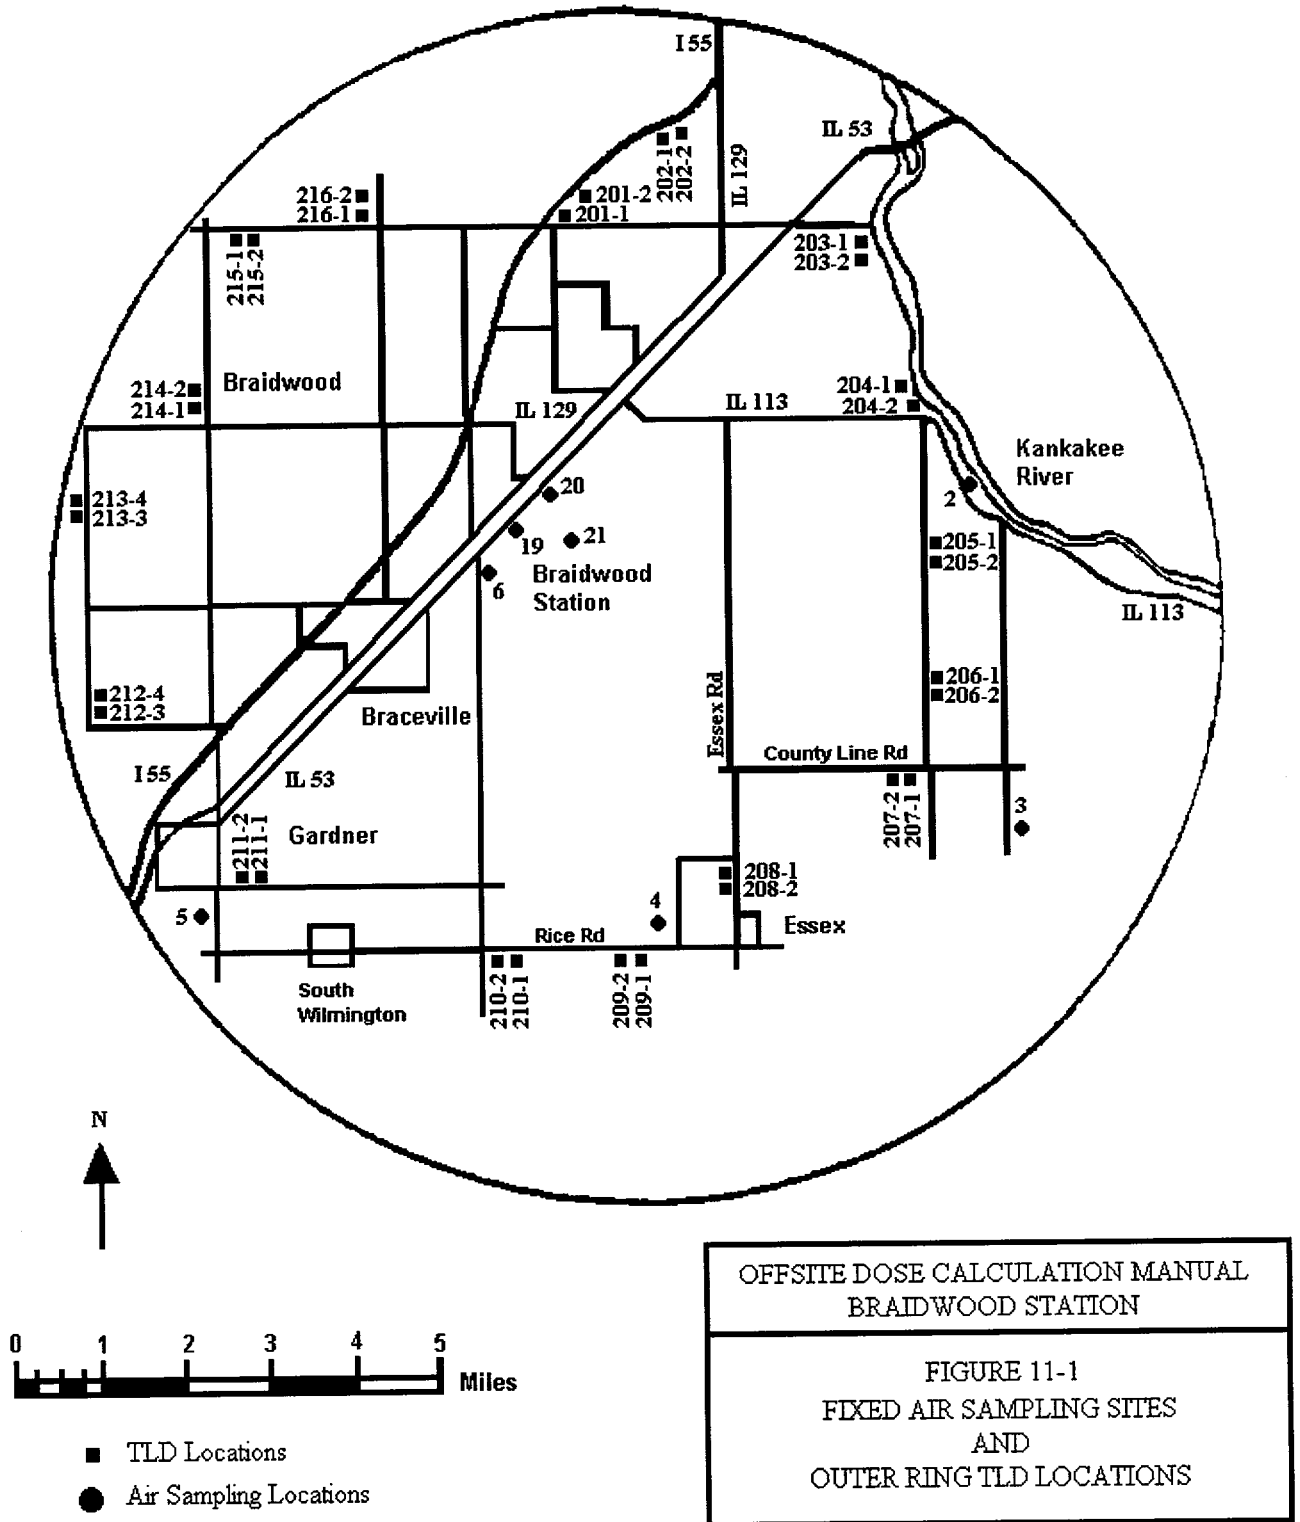 I 55
IL 53
IL 129
202-1
202-2
216-2
216-1
201-2
201-1
203-1
203-2
215-1
215-2
214-2
214-1
Braidwood
IL 129
IL 113
204-1
204-2
Kankakee
River
213-4
213-3
20
2
19
21
205-1
205-2
6
Braidwood
Station
IL 113
212-4
212-3
206-1
206-2
Braceville
Essex Rd
County Line Rd
I 55
IL 53
207-2
207-1
3
211-2
211-1
Gardner
208-1
208-2
5
4
Essex
Rice Rd
South
Wilmington
210-2
210-1
209-2
209-1
N
0 1 2 3 4 5
Miles
TLD Locations
Air Sampling Locations
OFFSITE DOSE CALCULATION MANUAL
BRAIDWOOD STATION
FIGURE 11-1
FIXED AIR SAMPLING SITES
AND
OUTER RING TLD LOCATIONS